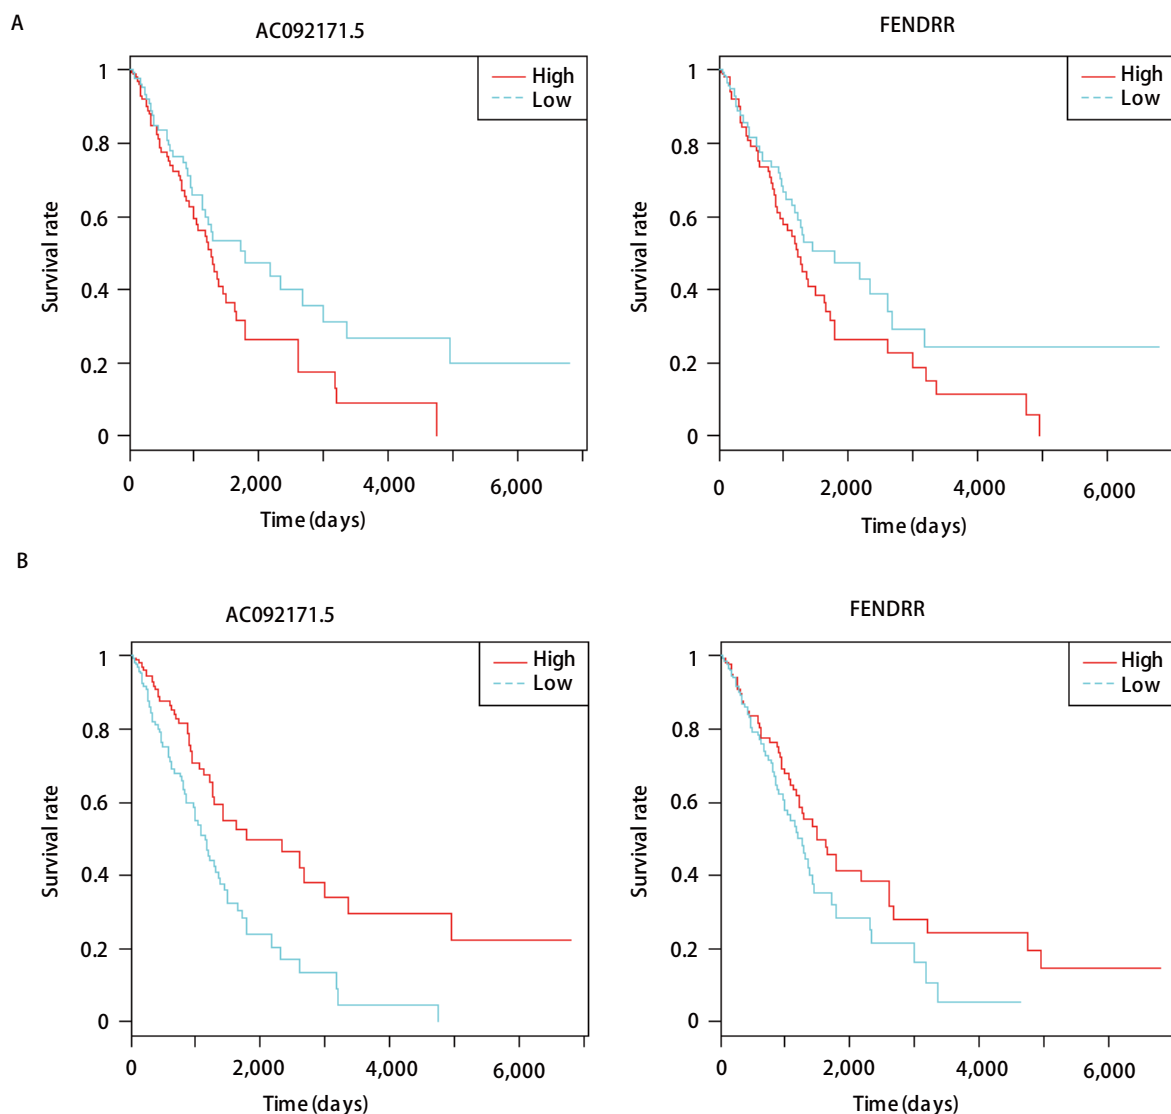 A
AC092171.5
High
Low
1
0.8
0.6
0.4
0.2
0
Survival rate
0
2,000
4,000
6,000
Time (days)
FENDRR
High
Low
1
0.8
0.6
0.4
0.2
0
Survival rate
0
2,000
4,000
6,000
Time (days)
B
AC092171.5
High
Low
1
0.8
0.6
0.4
0.2
0
Survival rate
0
2,000
4,000
6,000
Time (days)
FENDRR
High
Low
1
0.8
0.6
0.4
0.2
0
Survival rate
0
2,000
4,000
6,000
Time (days)